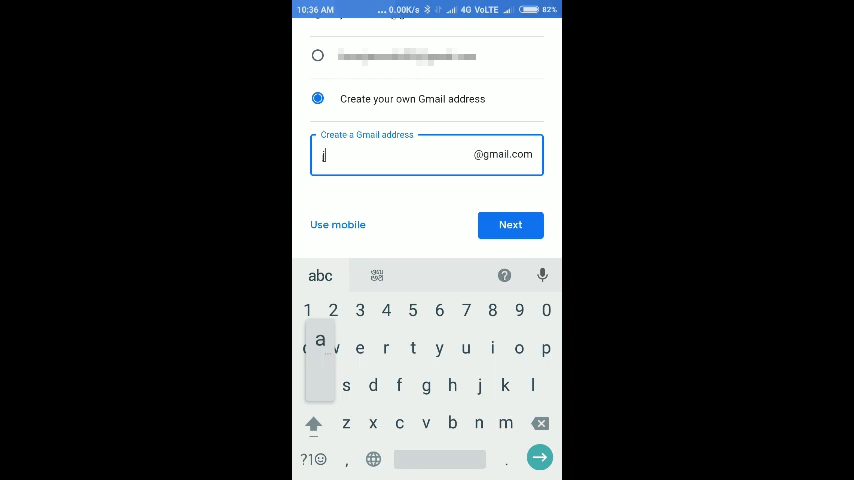 10:36 AM ... 0.00K/s 4G VoLTE 82%
Create your own Gmail address
Create a Gmail address
j @gmail.com
Use mobile Next
abc
1 2 3 4 5 6 7 8 9 0
a
e r t y u i o p
s d f g h j k l
z x c v b n m
?1☺ , .